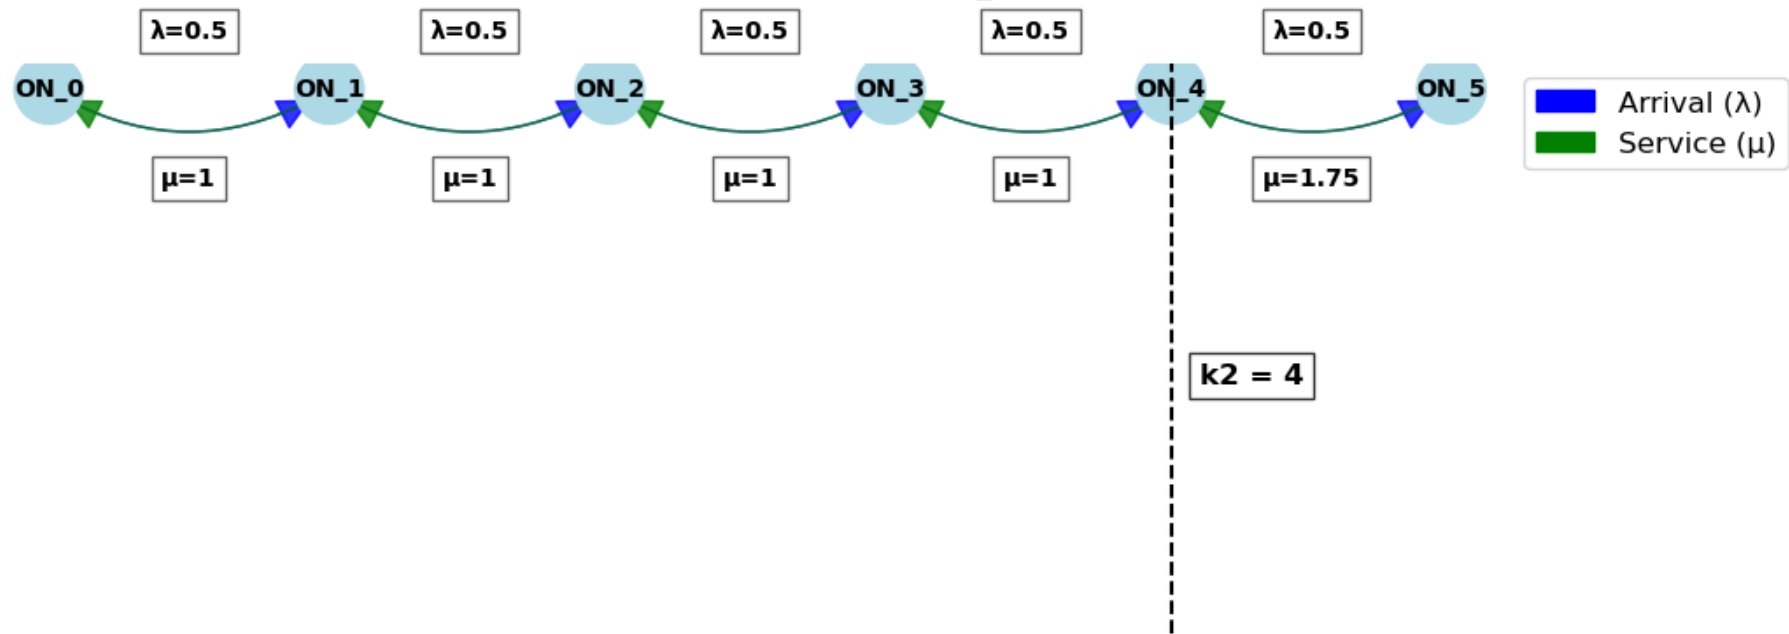 λ=0.5 λ=0.5 λ=0.5 λ=0.5 λ=0.5
ON_0 ON_1 ON_2 ON_3 ON_4 ON_5
Arrival (λ)
Service (μ)
μ=1 μ=1 μ=1 μ=1 μ=1.75
k2 = 4